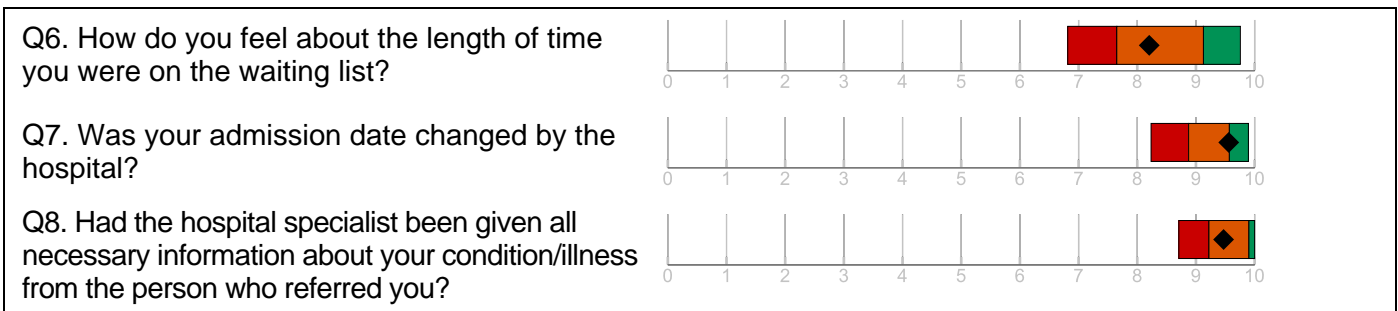 Q6. How do you feel about the length of time
you were on the waiting list?
0 1 2 3 4 5 6 7 8 9 10
Q7. Was your admission date changed by the
hospital?
0 1 2 3 4 5 6 7 8 9 10
Q8. Had the hospital specialist been given all
necessary information about your condition/illness
from the person who referred you?
0 1 2 3 4 5 6 7 8 9 10